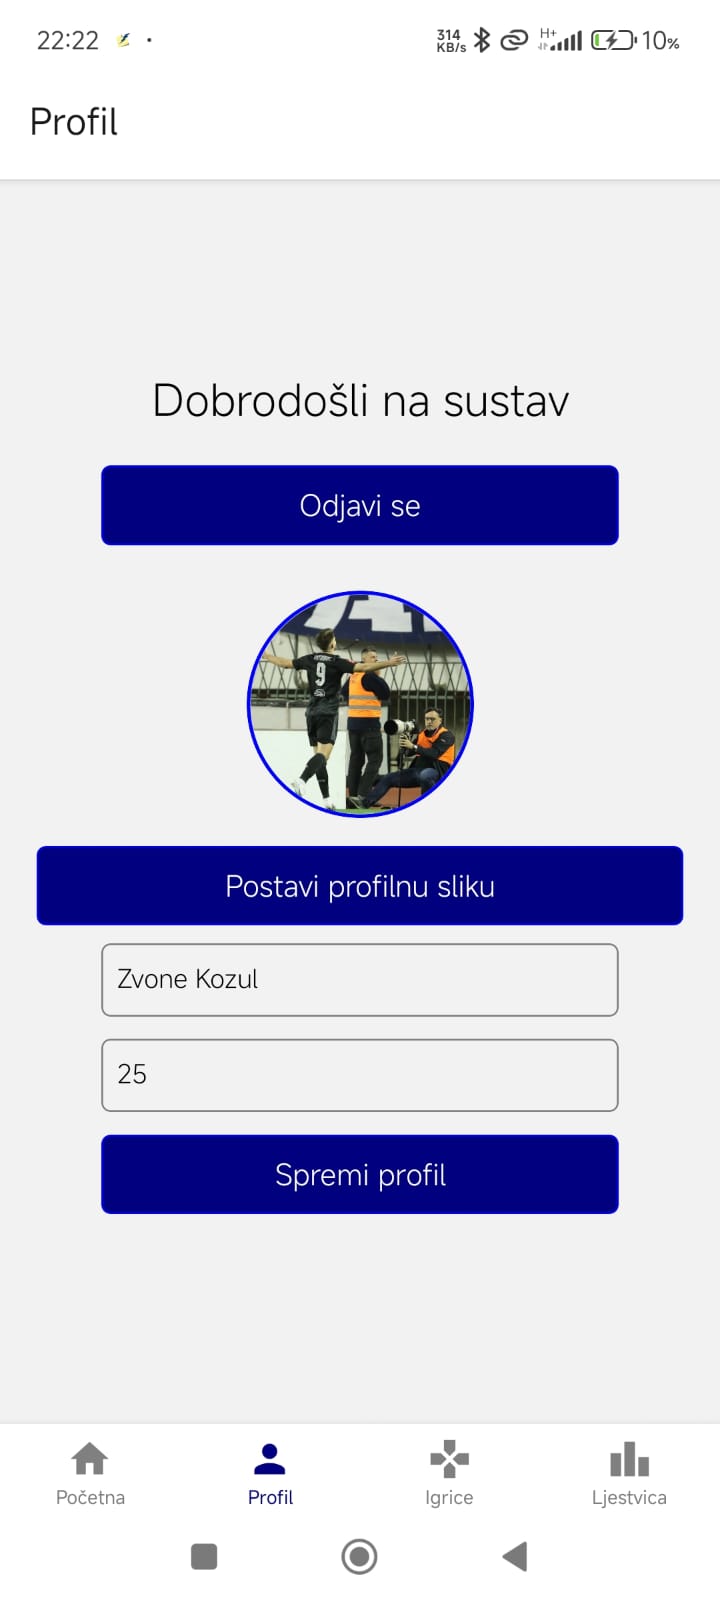 22:22
314
KB/s
H+
10%
Profil
Dobrodošli na sustav
Odjavi se
9
Postavi profilnu sliku
Zvone Kozul
25
Spremi profil
Početna
Profil
Igrice
Ljestvica